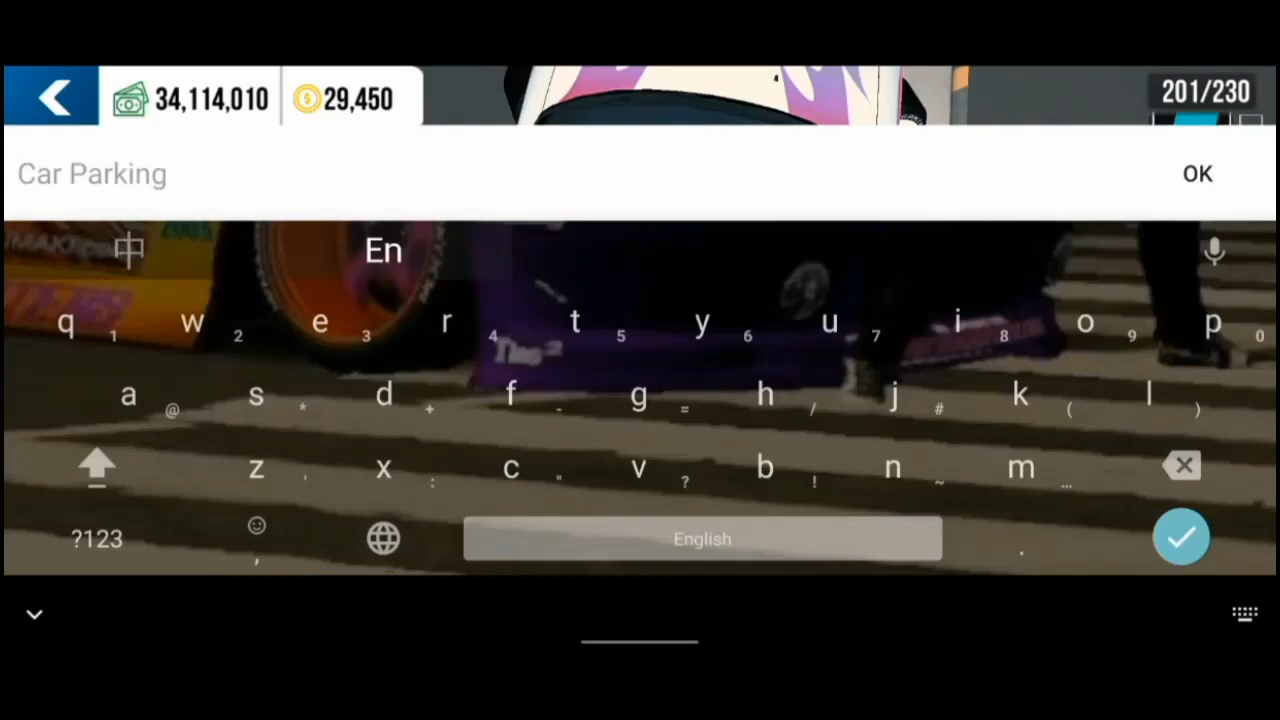 34,114,010 29,450 201/230
Car Parking OK
中 En
q 1 w 2 e 3 r 4 t 5 y 6 u 7 i 8 o 9 p 0
a @ s * d + f - g = h / j # k ( l )
z ' x : c " v ? b ! n ~ m ...
?123 , English .